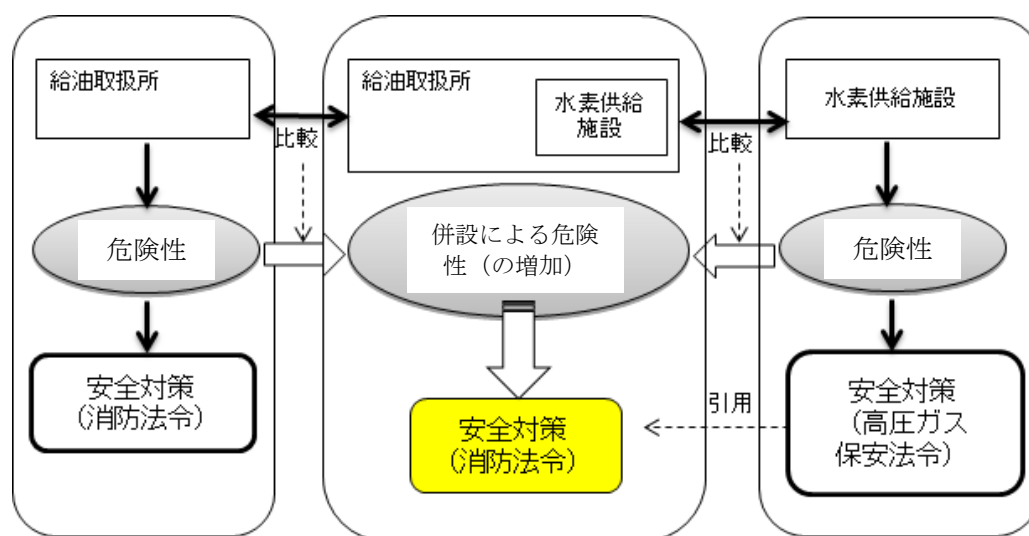 給油取扱所
危険性
安全対策
(消防法令)
比較
給油取扱所
水素供給
施設
併設による危険
性（の増加）
安全対策
(消防法令)
比較
引用
水素供給施設
危険性
安全対策
（高圧ガス
保安法令）